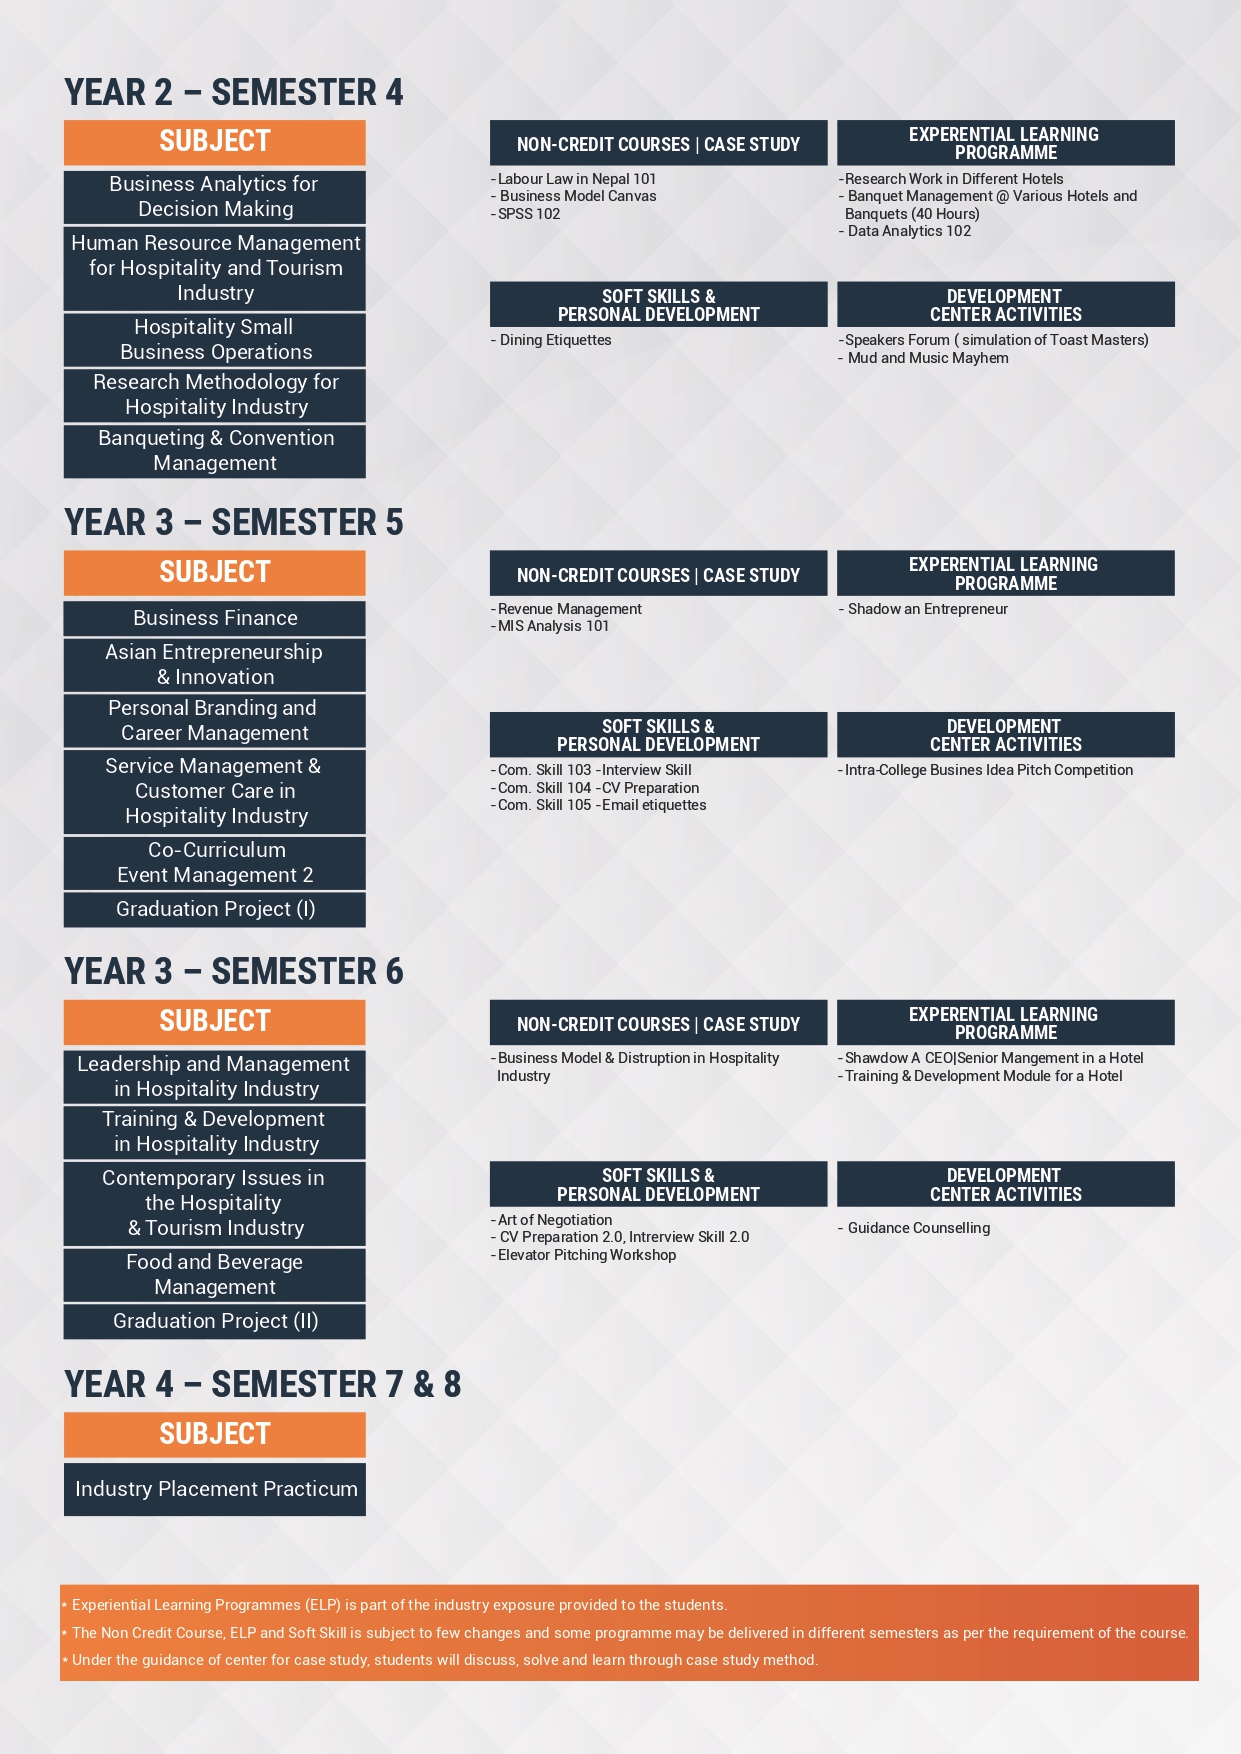 YEAR 2 – SEMESTER 4
SUBJECT
Business Analytics for
Decision Making
Human Resource Management
for Hospitality and Tourism
Industry
Hospitality Small
Business Operations
Research Methodology for
Hospitality Industry
Banqueting & Convention
Management
NON-CREDIT COURSES | CASE STUDY
-Labour Law in Nepal 101
- Business Model Canvas
-SPSS 102
EXPERENTIAL LEARNING
PROGRAMME
-Research Work in Different Hotels
- Banquet Management @ Various Hotels and
Banquets (40 Hours)
- Data Analytics 102
SOFT SKILLS &
PERSONAL DEVELOPMENT
- Dining Etiquettes
DEVELOPMENT
CENTER ACTIVITIES
-Speakers Forum ( simulation of Toast Masters)
- Mud and Music Mayhem
YEAR 3 – SEMESTER 5
SUBJECT
Business Finance
Asian Entrepreneurship
& Innovation
Personal Branding and
Career Management
Service Management &
Customer Care in
Hospitality Industry
Co-Curriculum
Event Management 2
Graduation Project (I)
NON-CREDIT COURSES | CASE STUDY
-Revenue Management
-MIS Analysis 101
EXPERENTIAL LEARNING
PROGRAMME
- Shadow an Entrepreneur
SOFT SKILLS &
PERSONAL DEVELOPMENT
-Com. Skill 103 -Interview Skill
-Com. Skill 104 -CV Preparation
-Com. Skill 105 -Email etiquettes
DEVELOPMENT
CENTER ACTIVITIES
-Intra-College Busines Idea Pitch Competition
YEAR 3 – SEMESTER 6
SUBJECT
Leadership and Management
in Hospitality Industry
Training & Development
in Hospitality Industry
Contemporary Issues in
the Hospitality
& Tourism Industry
Food and Beverage
Management
Graduation Project (II)
NON-CREDIT COURSES | CASE STUDY
-Business Model & Distruption in Hospitality
Industry
EXPERENTIAL LEARNING
PROGRAMME
-Shawdow A CEO|Senior Mangement in a Hotel
-Training & Development Module for a Hotel
SOFT SKILLS &
PERSONAL DEVELOPMENT
-Art of Negotiation
- CV Preparation 2.0, Intrerview Skill 2.0
-Elevator Pitching Workshop
DEVELOPMENT
CENTER ACTIVITIES
- Guidance Counselling
YEAR 4 – SEMESTER 7 & 8
SUBJECT
Industry Placement Practicum
* Experiential Learning Programmes (ELP) is part of the industry exposure provided to the students.
* The Non Credit Course, ELP and Soft Skill is subject to few changes and some programme may be delivered in different semesters as per the requirement of the course.
* Under the guidance of center for case study, students will discuss, solve and learn through case study method.